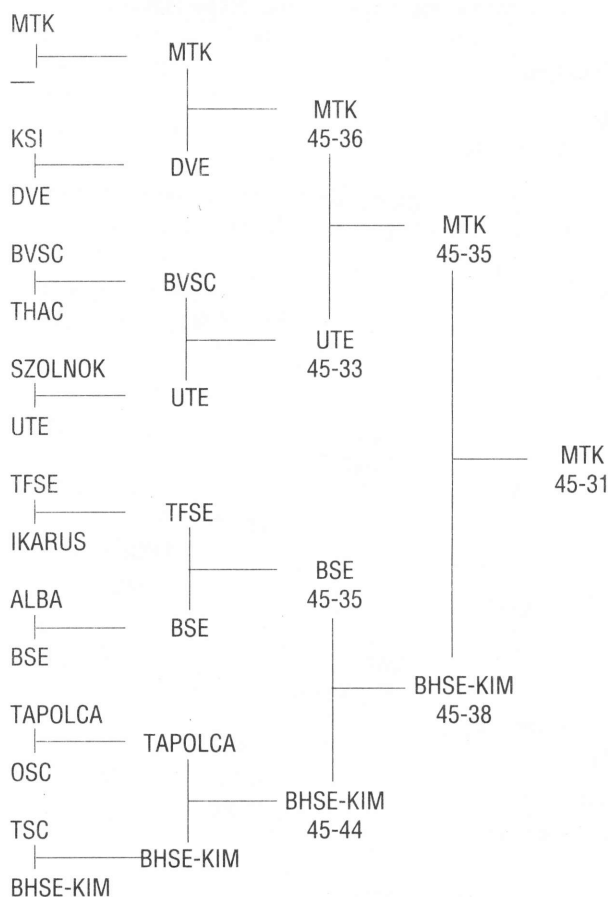 MTK
—
KSI
DVE
BVSC
THAC
SZOLNOK
UTE
TFSE
IKARUS
ALBA
BSE
TAPOLCA
OSC
TSC
BHSE-KIM
MTK
DVE
BVSC
UTE
TFSE
BSE
TAPOLCA
BHSE-KIM
MTK
45-36
UTE
45-33
BSE
45-35
BHSE-KIM
45-44
MTK
45-35
BHSE-KIM
45-38
MTK
45-31